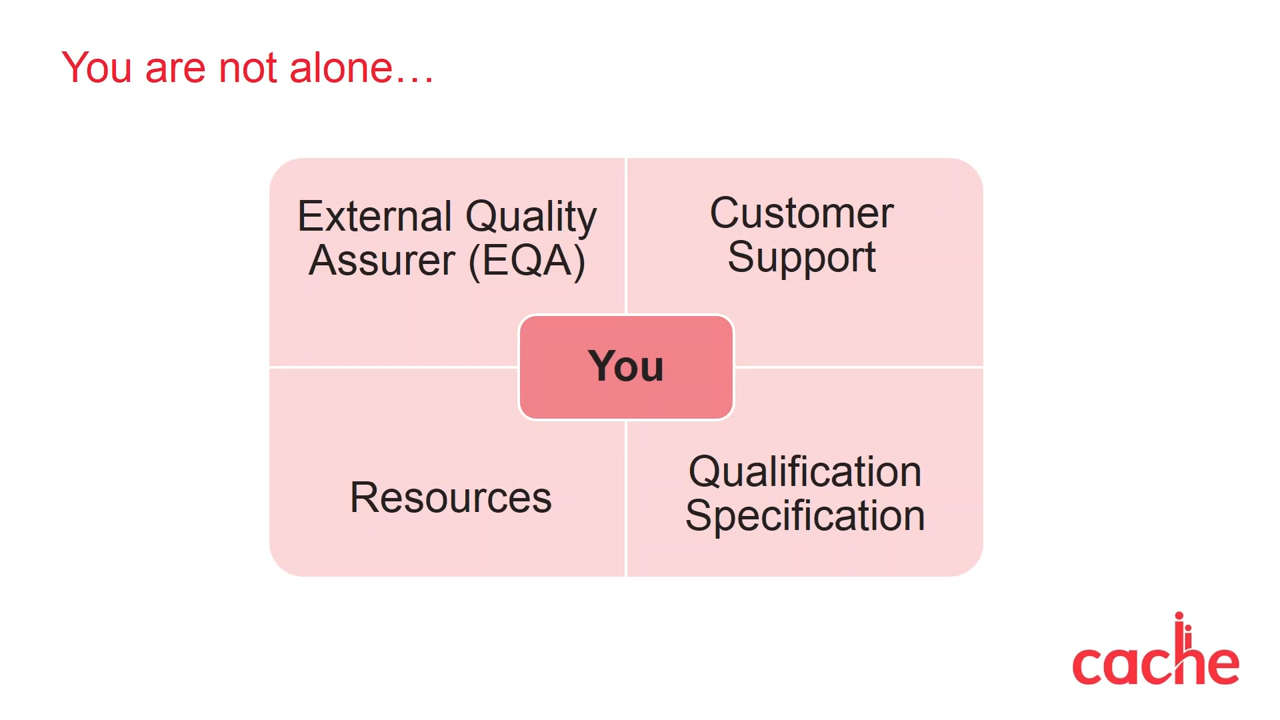 You are not alone…
External Quality
Assurer (EQA)
Customer
Support
You
Resources
Qualification
Specification
cache